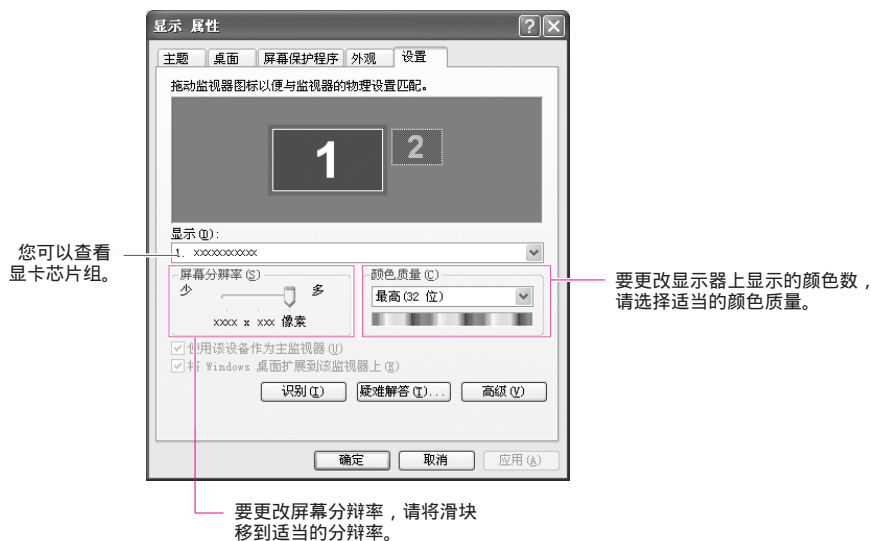 显示 属性
主题 桌面 屏幕保护程序 外观 设置
拖动监视器图标以便与监视器的物理设置匹配。
1 2
显示(D):
1. xxxxxxxxxxx
您可以查看
显卡芯片组。
屏幕分辨率(S)
少 多
xxxx x xxx 像素
颜色质量(C)
最高(32 位)
要更改显示器上显示的颜色数，
请选择适当的颜色质量。
使用该设备作为主监视器(U)
将 Windows 桌面扩展到该监视器上(E)
识别(I) 疑难解答(T)... 高级(V)
确定 取消 应用(A)
要更改屏幕分辩率，请将滑块
移到适当的分辩率。